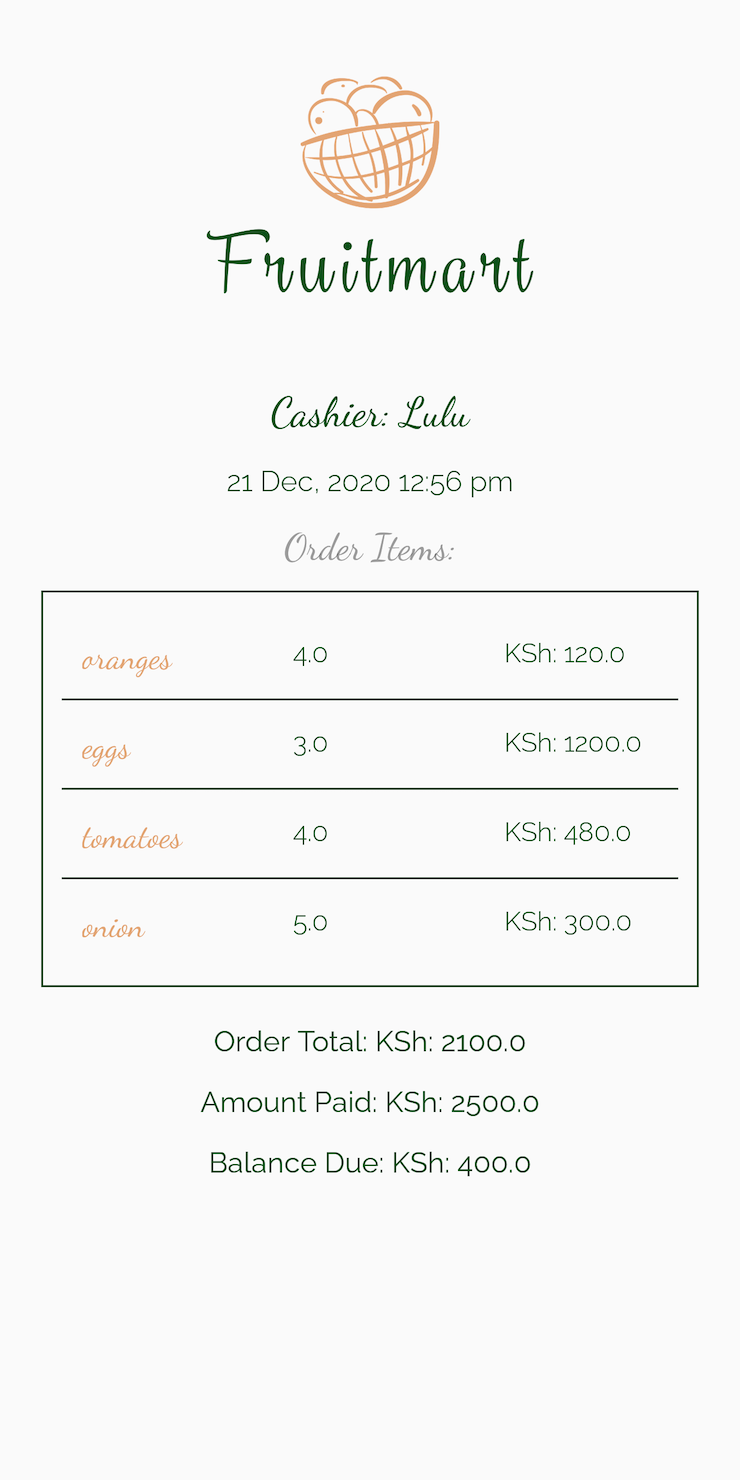 Fruitmart
Cashier: Lulu
21 Dec, 2020 12:56 pm
Order Items:
oranges 4.0 KSh: 120.0
eggs 3.0 KSh: 1200.0
tomatoes 4.0 KSh: 480.0
onion 5.0 KSh: 300.0
Order Total: KSh: 2100.0
Amount Paid: KSh: 2500.0
Balance Due: KSh: 400.0